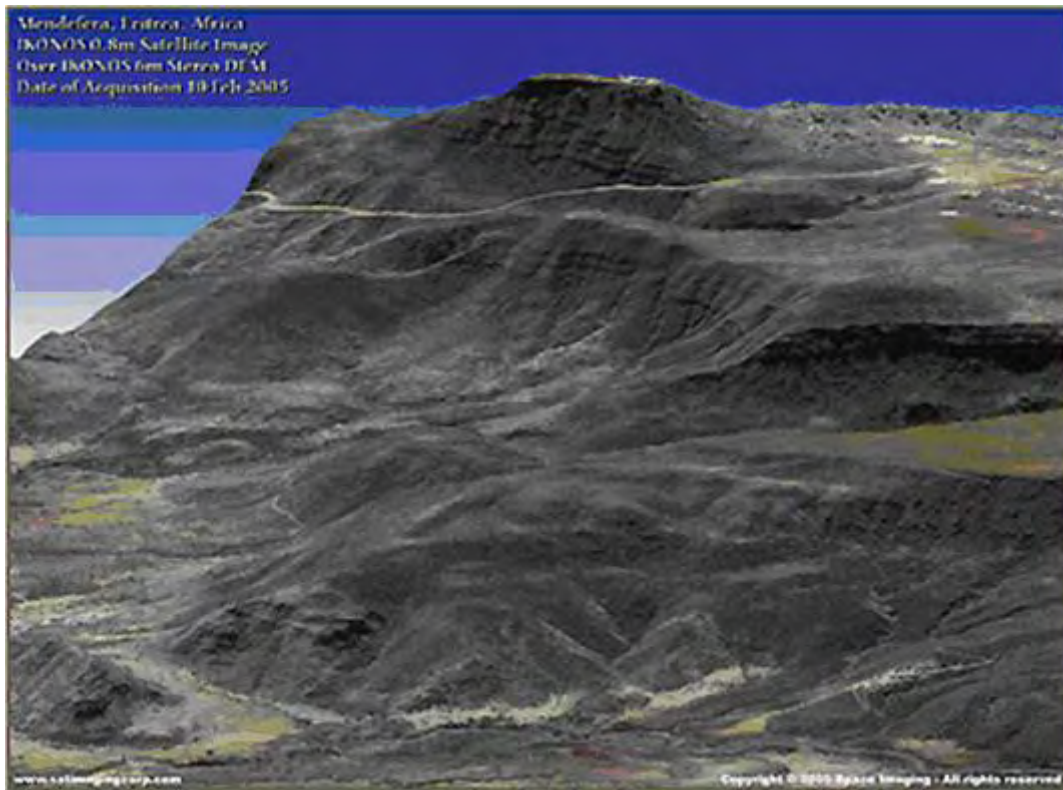 Mendefera, Eritrea, Africa
IKONOS 0.8m Satellite Image
Over IKONOS 6m Stereo DEM
Date of Acquisition 10 Feb 2005
www.satimagingcorp.com
Copyright © 2005 Space Imaging - All rights reserved